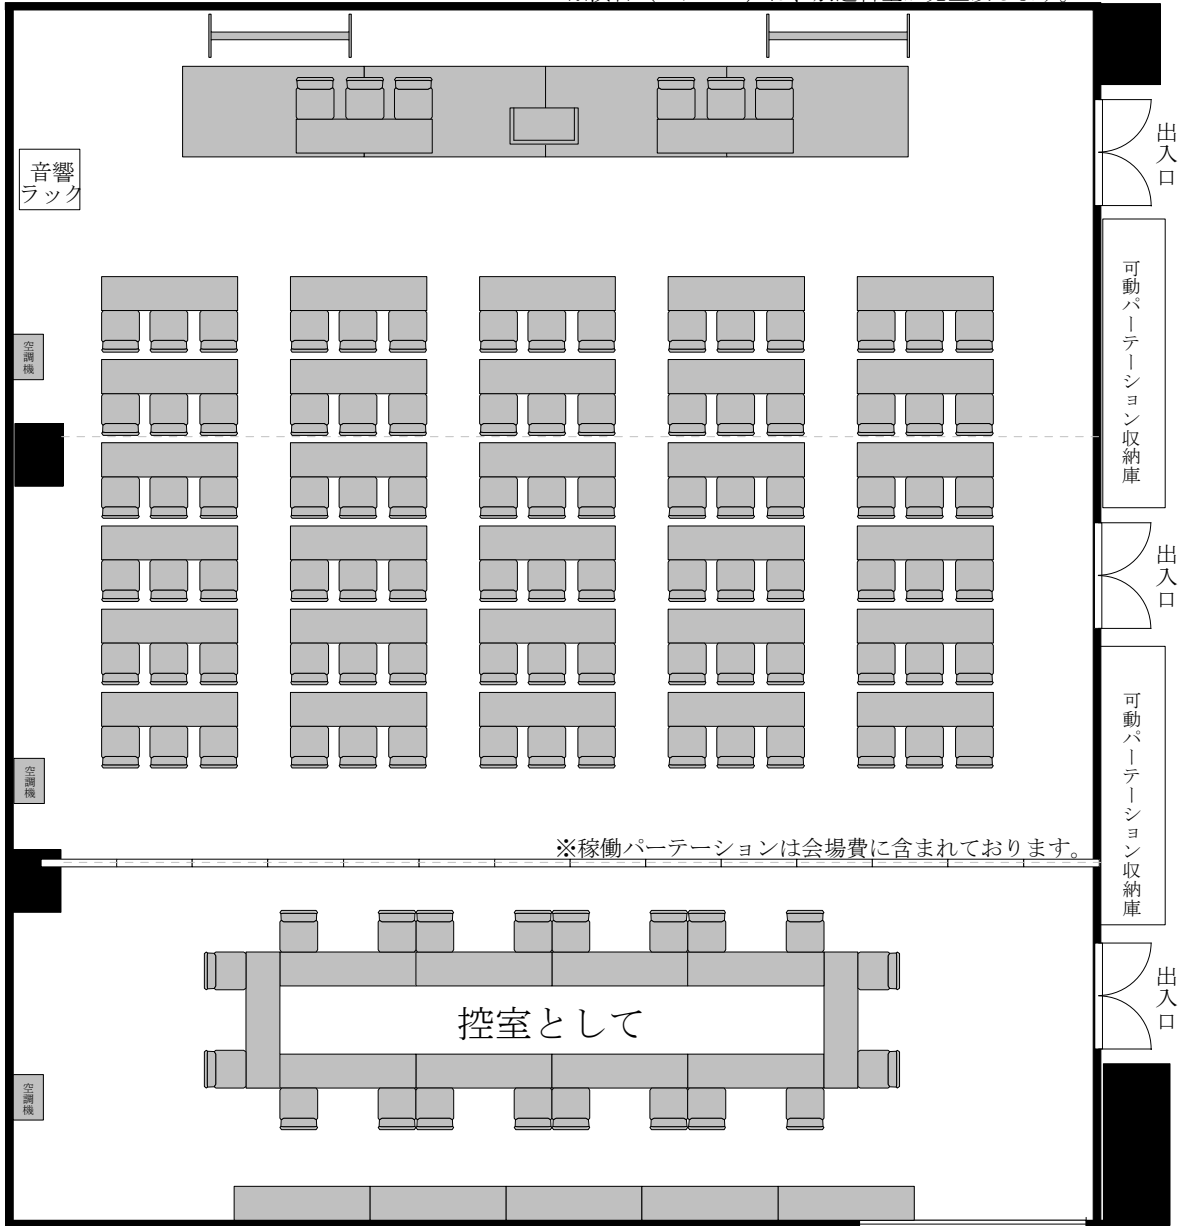 出入口
音響
ラック
可動パーテーション収納庫
空調機
出入口
可動パーテーション収納庫
空調機
※稼働パーテーションは会場費に含まれております。
控室として
出入口
空調機